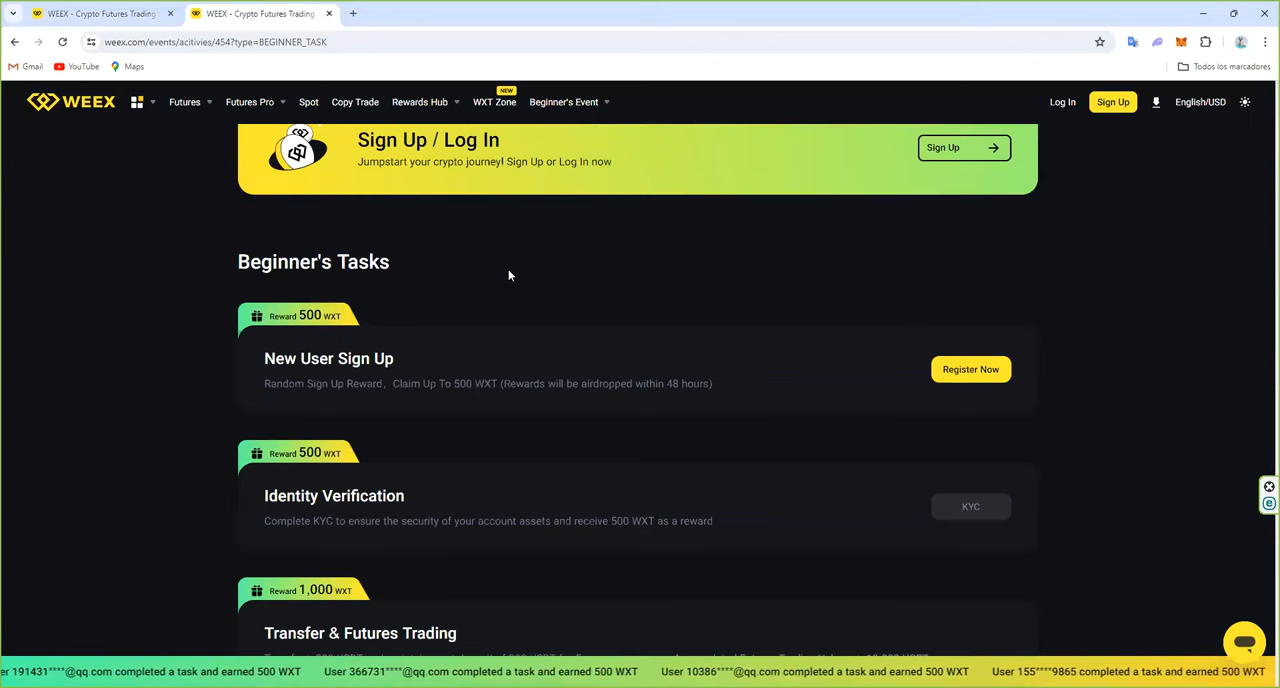 WEEX - Crypto Futures Trading
WEEX - Crypto Futures Trading
weex.com/events/acitivies/454?type=BEGINNER_TASK
Gmail
YouTube
Maps
Todos los marcadores
WEEX
Futures
Futures Pro
Spot
Copy Trade
Rewards Hub
NEW
WXT Zone
Beginner's Event
Log In
Sign Up
English/USD
Sign Up / Log In
Jumpstart your crypto journey! Sign Up or Log In now
Sign Up
Beginner's Tasks
Reward 500 WXT
New User Sign Up
Random Sign Up Reward，Claim Up To 500 WXT (Rewards will be airdropped within 48 hours)
Register Now
Reward 500 WXT
Identity Verification
Complete KYC to ensure the security of your account assets and receive 500 WXT as a reward
KYC
Reward 1,000 WXT
Transfer & Futures Trading
er 191431****@qq.com completed a task and earned 500 WXT
User 366731****@qq.com completed a task and earned 500 WXT
User 10386****@qq.com completed a task and earned 500 WXT
User 155****9865 completed a task and earned 500 WXT